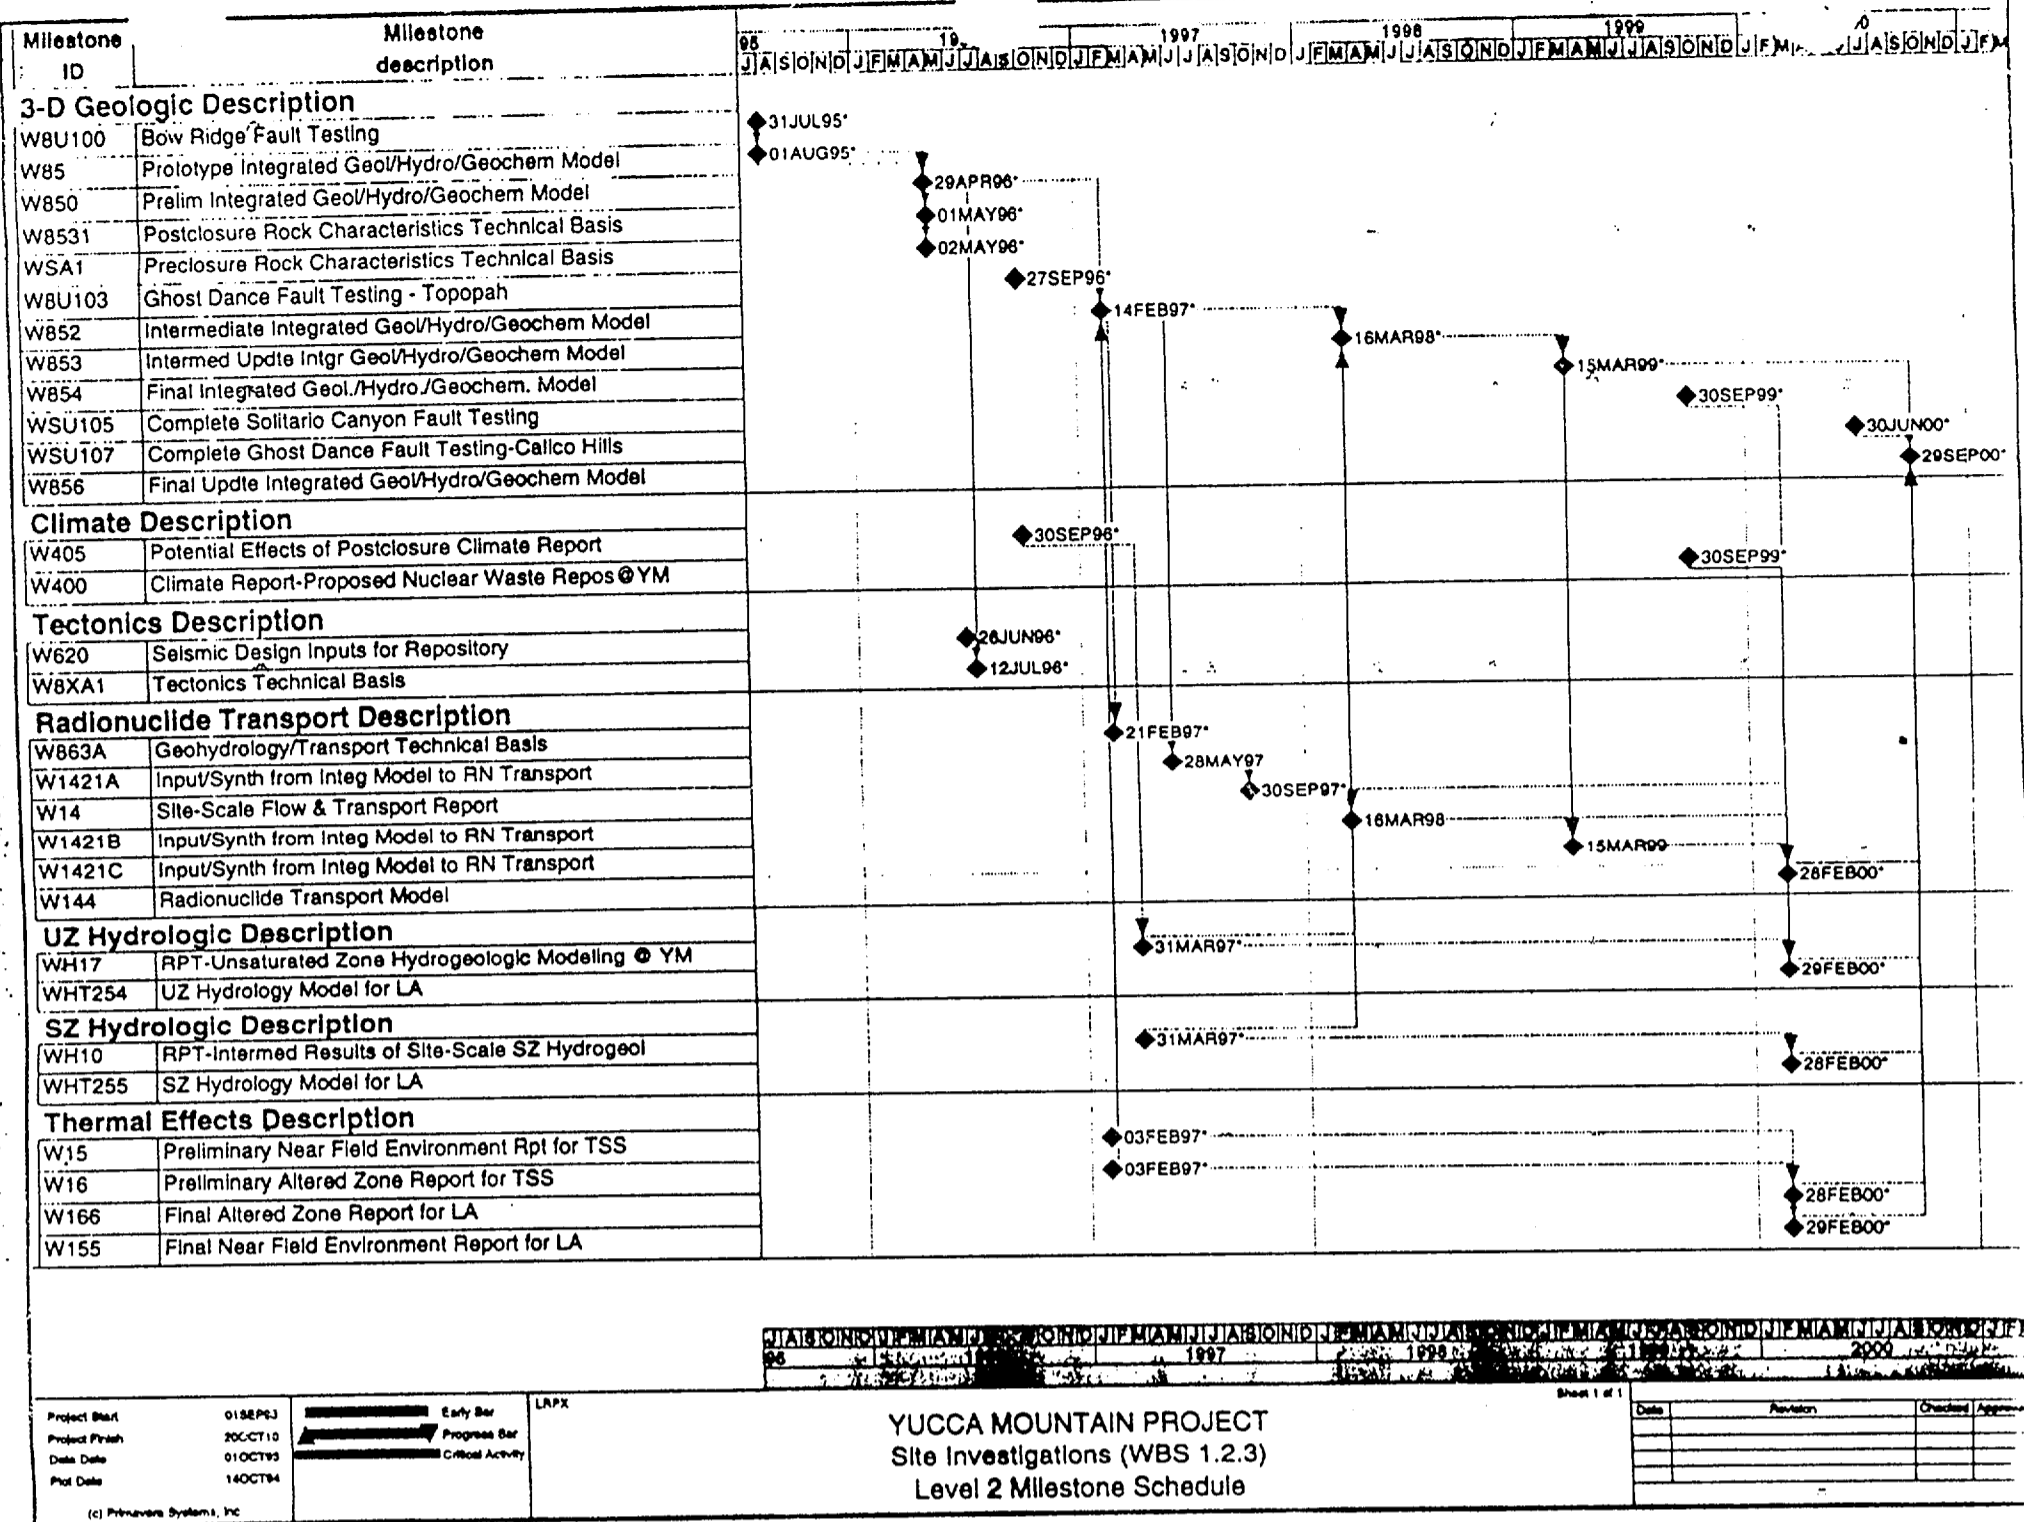 Milestone ID Milestone description
95 1997 1998 1999
J A S O N D J F M A M J J A S O N D J F M A M J J A S O N D J F M A M J J A S O N D J F M A M J J A S O N D J F M J A S O N D J F M
3-D Geologic Description
W8U100 Bow Ridge Fault Testing 31JUL95*
W85 Prototype Integrated Geol/Hydro/Geochem Model 01AUG95*
W850 Prelim Integrated Geol/Hydro/Geochem Model 29APR96*
W8531 Postclosure Rock Characteristics Technical Basis 01MAY96*
WSA1 Preclosure Rock Characteristics Technical Basis 02MAY96*
W8U103 Ghost Dance Fault Testing - Topopah 27SEP96*
W852 Intermediate Integrated Geol/Hydro/Geochem Model 14FEB97*
W853 Intermed Updte Intgr Geol/Hydro/Geochem Model 16MAR98*
W854 Final Integrated Geol./Hydro./Geochem. Model 15MAR99*
WSU105 Complete Solitario Canyon Fault Testing 30SEP99*
WSU107 Complete Ghost Dance Fault Testing-Calico Hills 30JUN00*
W856 Final Updte Integrated Geol/Hydro/Geochem Model 29SEP00*
Climate Description
W405 Potential Effects of Postclosure Climate Report 30SEP96*
W400 Climate Report-Proposed Nuclear Waste Repos@YM 30SEP99*
Tectonics Description
W620 Seismic Design Inputs for Repository 26JUN96*
W8XA1 Tectonics Technical Basis 12JUL96*
Radionuclide Transport Description
W863A Geohydrology/Transport Technical Basis 21FEB97*
W1421A Input/Synth from Integ Model to RN Transport 28MAY97
W14 Site-Scale Flow & Transport Report 30SEP97*
W1421B Input/Synth from Integ Model to RN Transport 16MAR98
W1421C Input/Synth from Integ Model to RN Transport 15MAR99
W144 Radionuclide Transport Model 28FEB00*
UZ Hydrologic Description
WH17 RPT-Unsaturated Zone Hydrogeologic Modeling @ YM 31MAR97*
WHT254 UZ Hydrology Model for LA 29FEB00*
SZ Hydrologic Description
WH10 RPT-Intermed Results of Site-Scale SZ Hydrogeol 31MAR97*
WHT255 SZ Hydrology Model for LA 28FEB00*
Thermal Effects Description
W15 Preliminary Near Field Environment Rpt for TSS 03FEB97*
W16 Preliminary Altered Zone Report for TSS 03FEB97*
W166 Final Altered Zone Report for LA 28FEB00*
W155 Final Near Field Environment Report for LA 29FEB00*
J A S O N D J F M A M J O N D J F M A M J J A S O N D J F M A M J J A S O N D J F M A M J J A S O N D J F M A M J J A S O N D J F
95 1997 1998 2000
Sheet 1 of 1
Project Start 01SEP93
Project Finish 20OCT10
Data Date 01OCT93
Plot Date 14OCT94
(c) Primavera Systems, Inc
Early Bar
Progress Bar
Critical Activity
LRPX
YUCCA MOUNTAIN PROJECT
Site Investigations (WBS 1.2.3)
Level 2 Milestone Schedule
Date Revision Checked